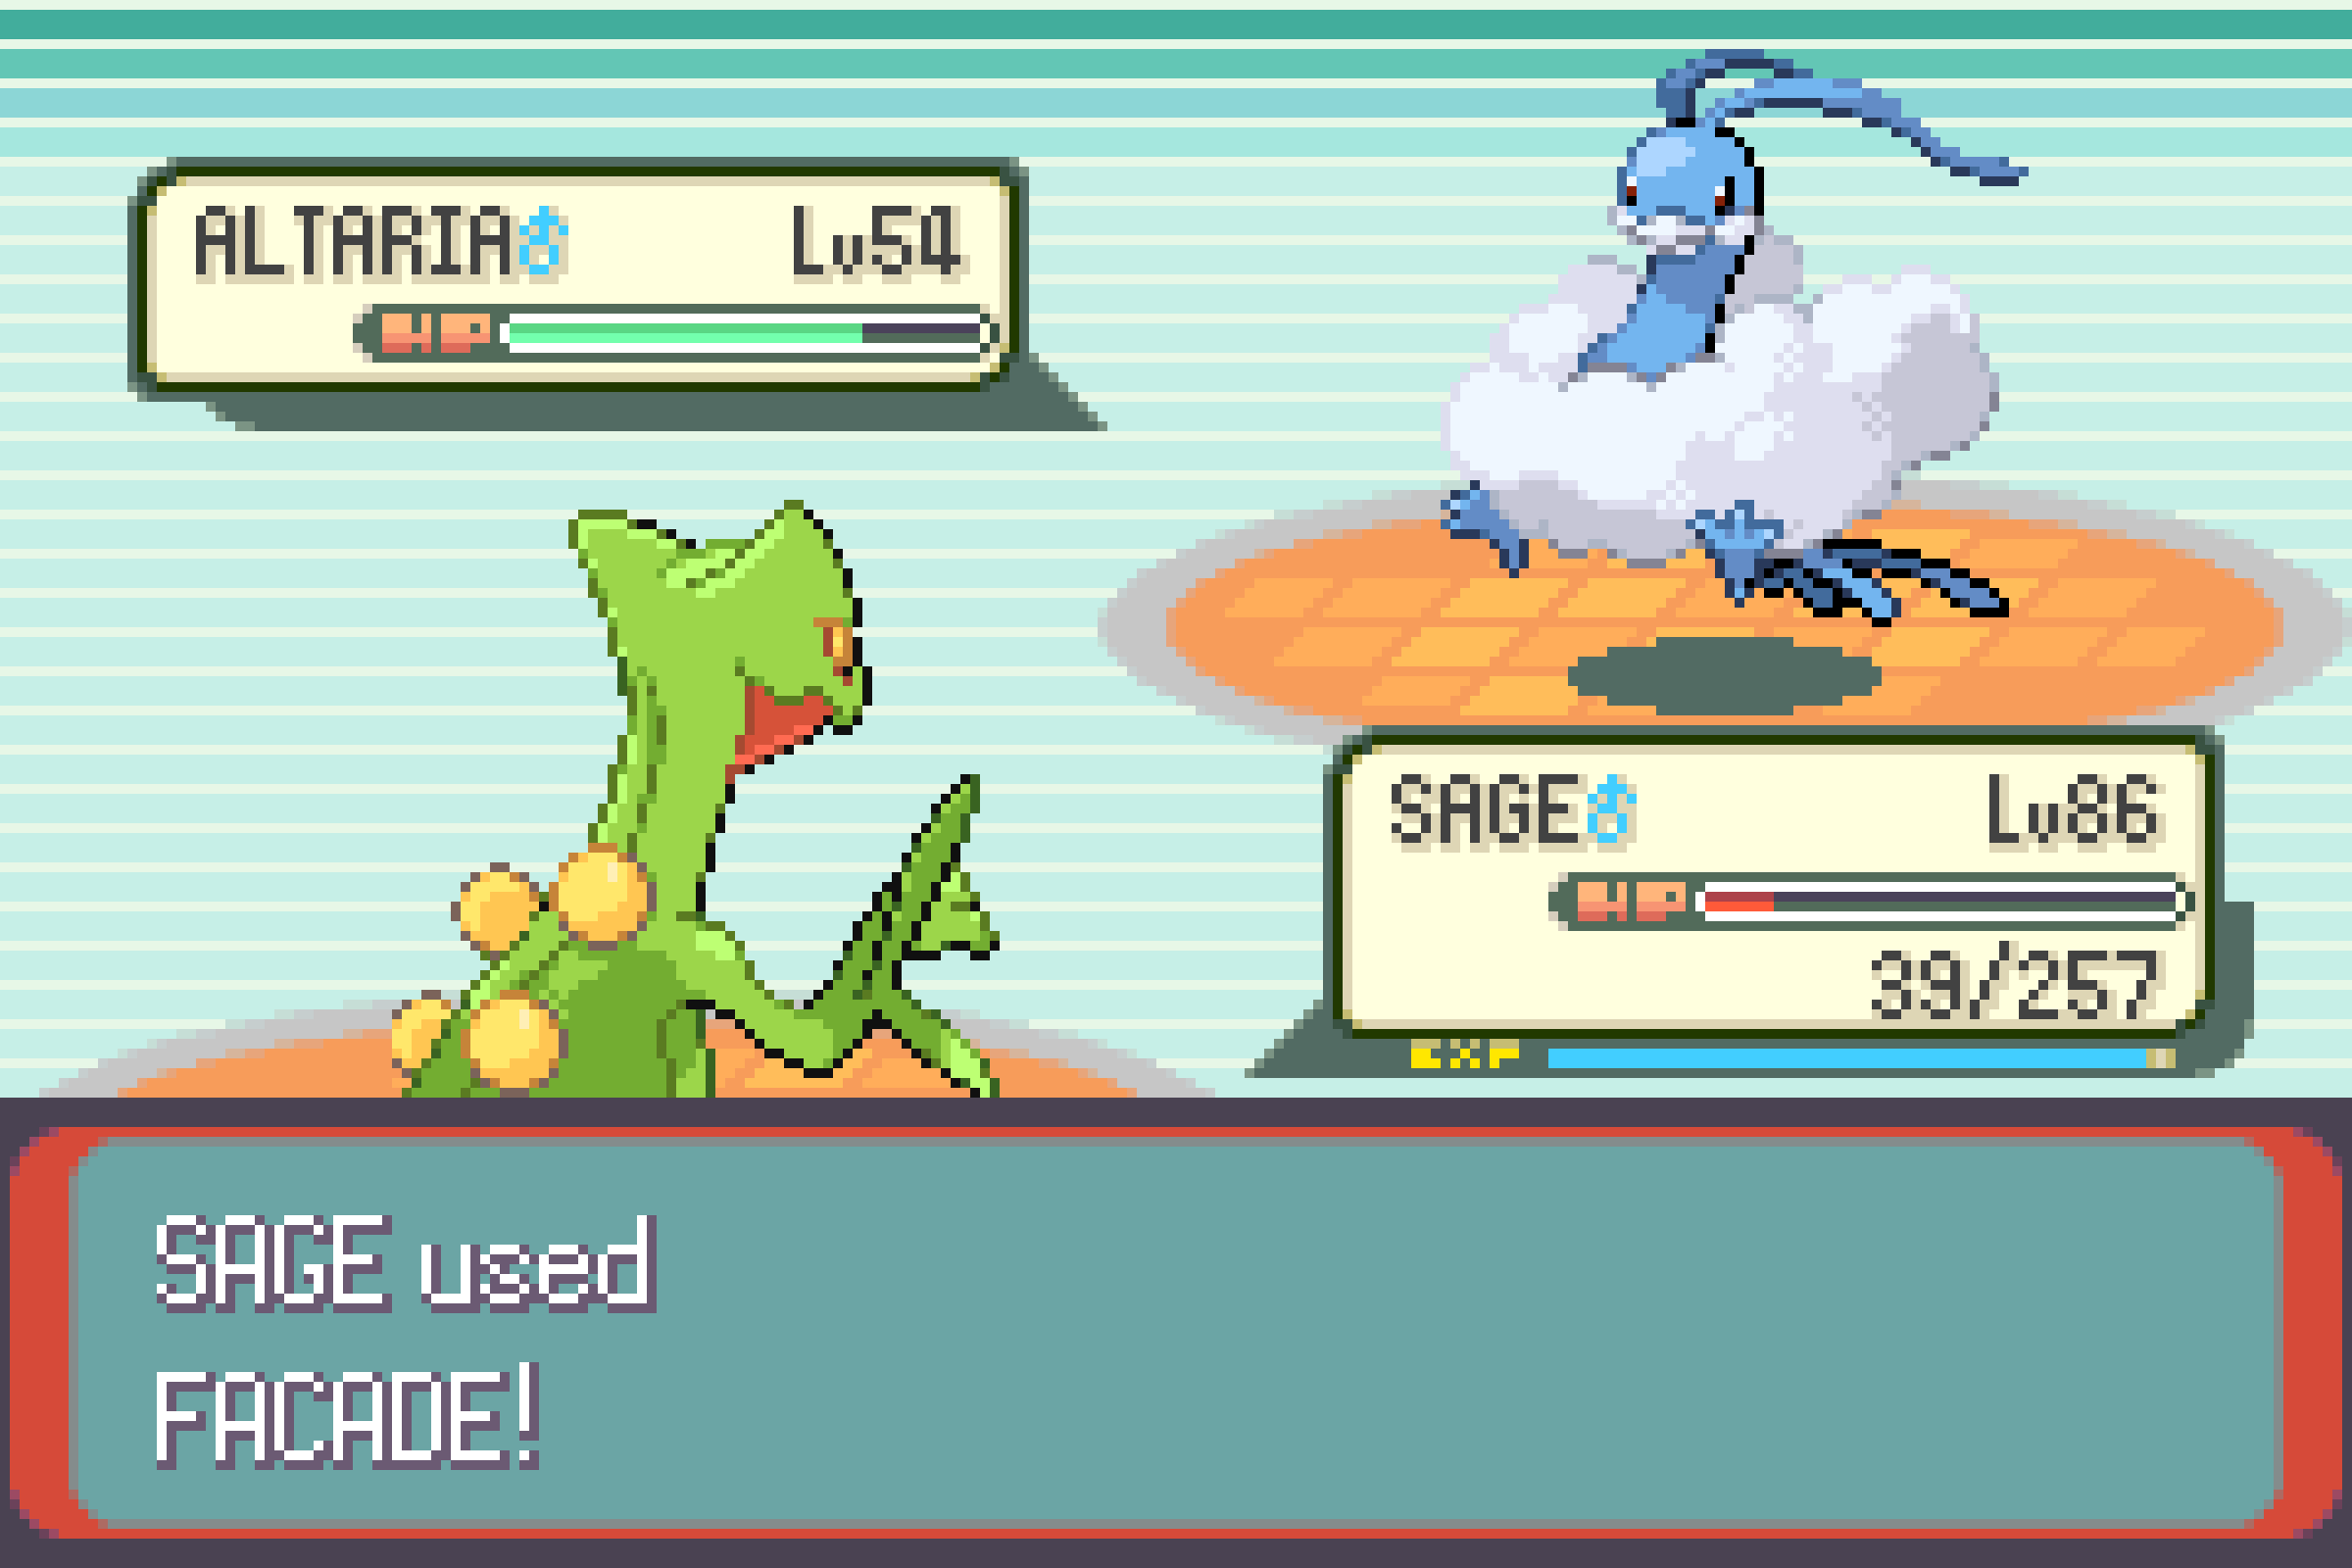 ALTARIA♂ Lv54
HP
SAGE♂ Lv86
HP
39/257
EXP
SAGE used
FACADE!